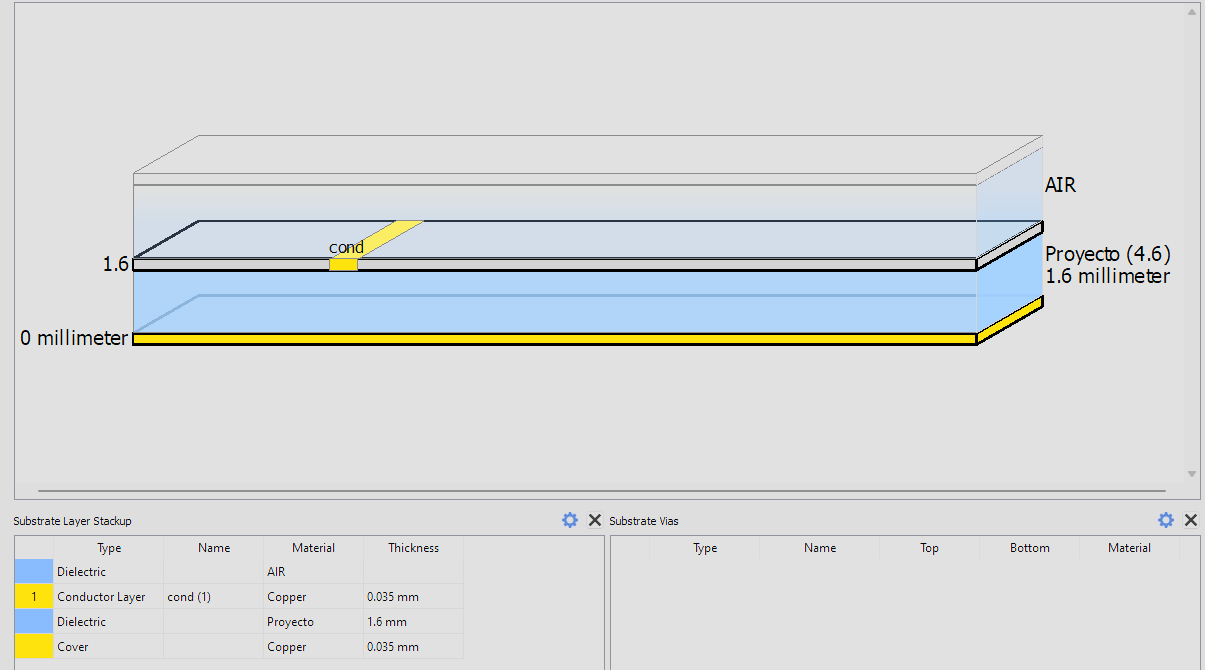 AIR
cond
1.6
Proyecto (4.6)
1.6 millimeter
0 millimeter
Substrate Layer Stackup
Substrate Vias
Type Name Material Thickness
Type Name Top Bottom Material
Dielectric AIR
1 Conductor Layer cond (1) Copper 0.035 mm
Dielectric Proyecto 1.6 mm
Cover Copper 0.035 mm